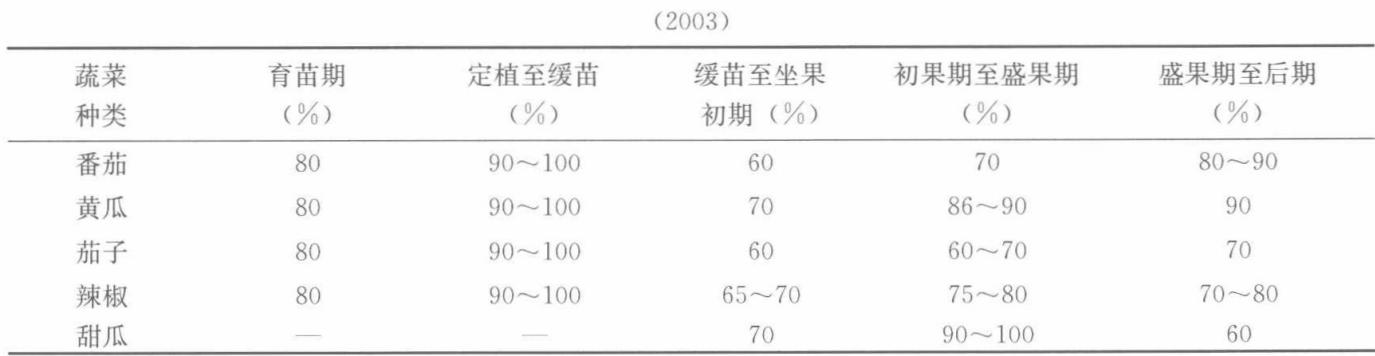 （2003）
蔬菜 育苗期 定植至缓苗 缓苗至坐果 初果期至盛果期 盛果期至后期
种类 （%） （%） 初期（%） （%） （%）
番茄 80 90～100 60 70 80～90
黄瓜 80 90～100 70 86～90 90
茄子 80 90～100 60 60～70 70
辣椒 80 90～100 65～70 75～80 70～80
甜瓜 — — 70 90～100 60